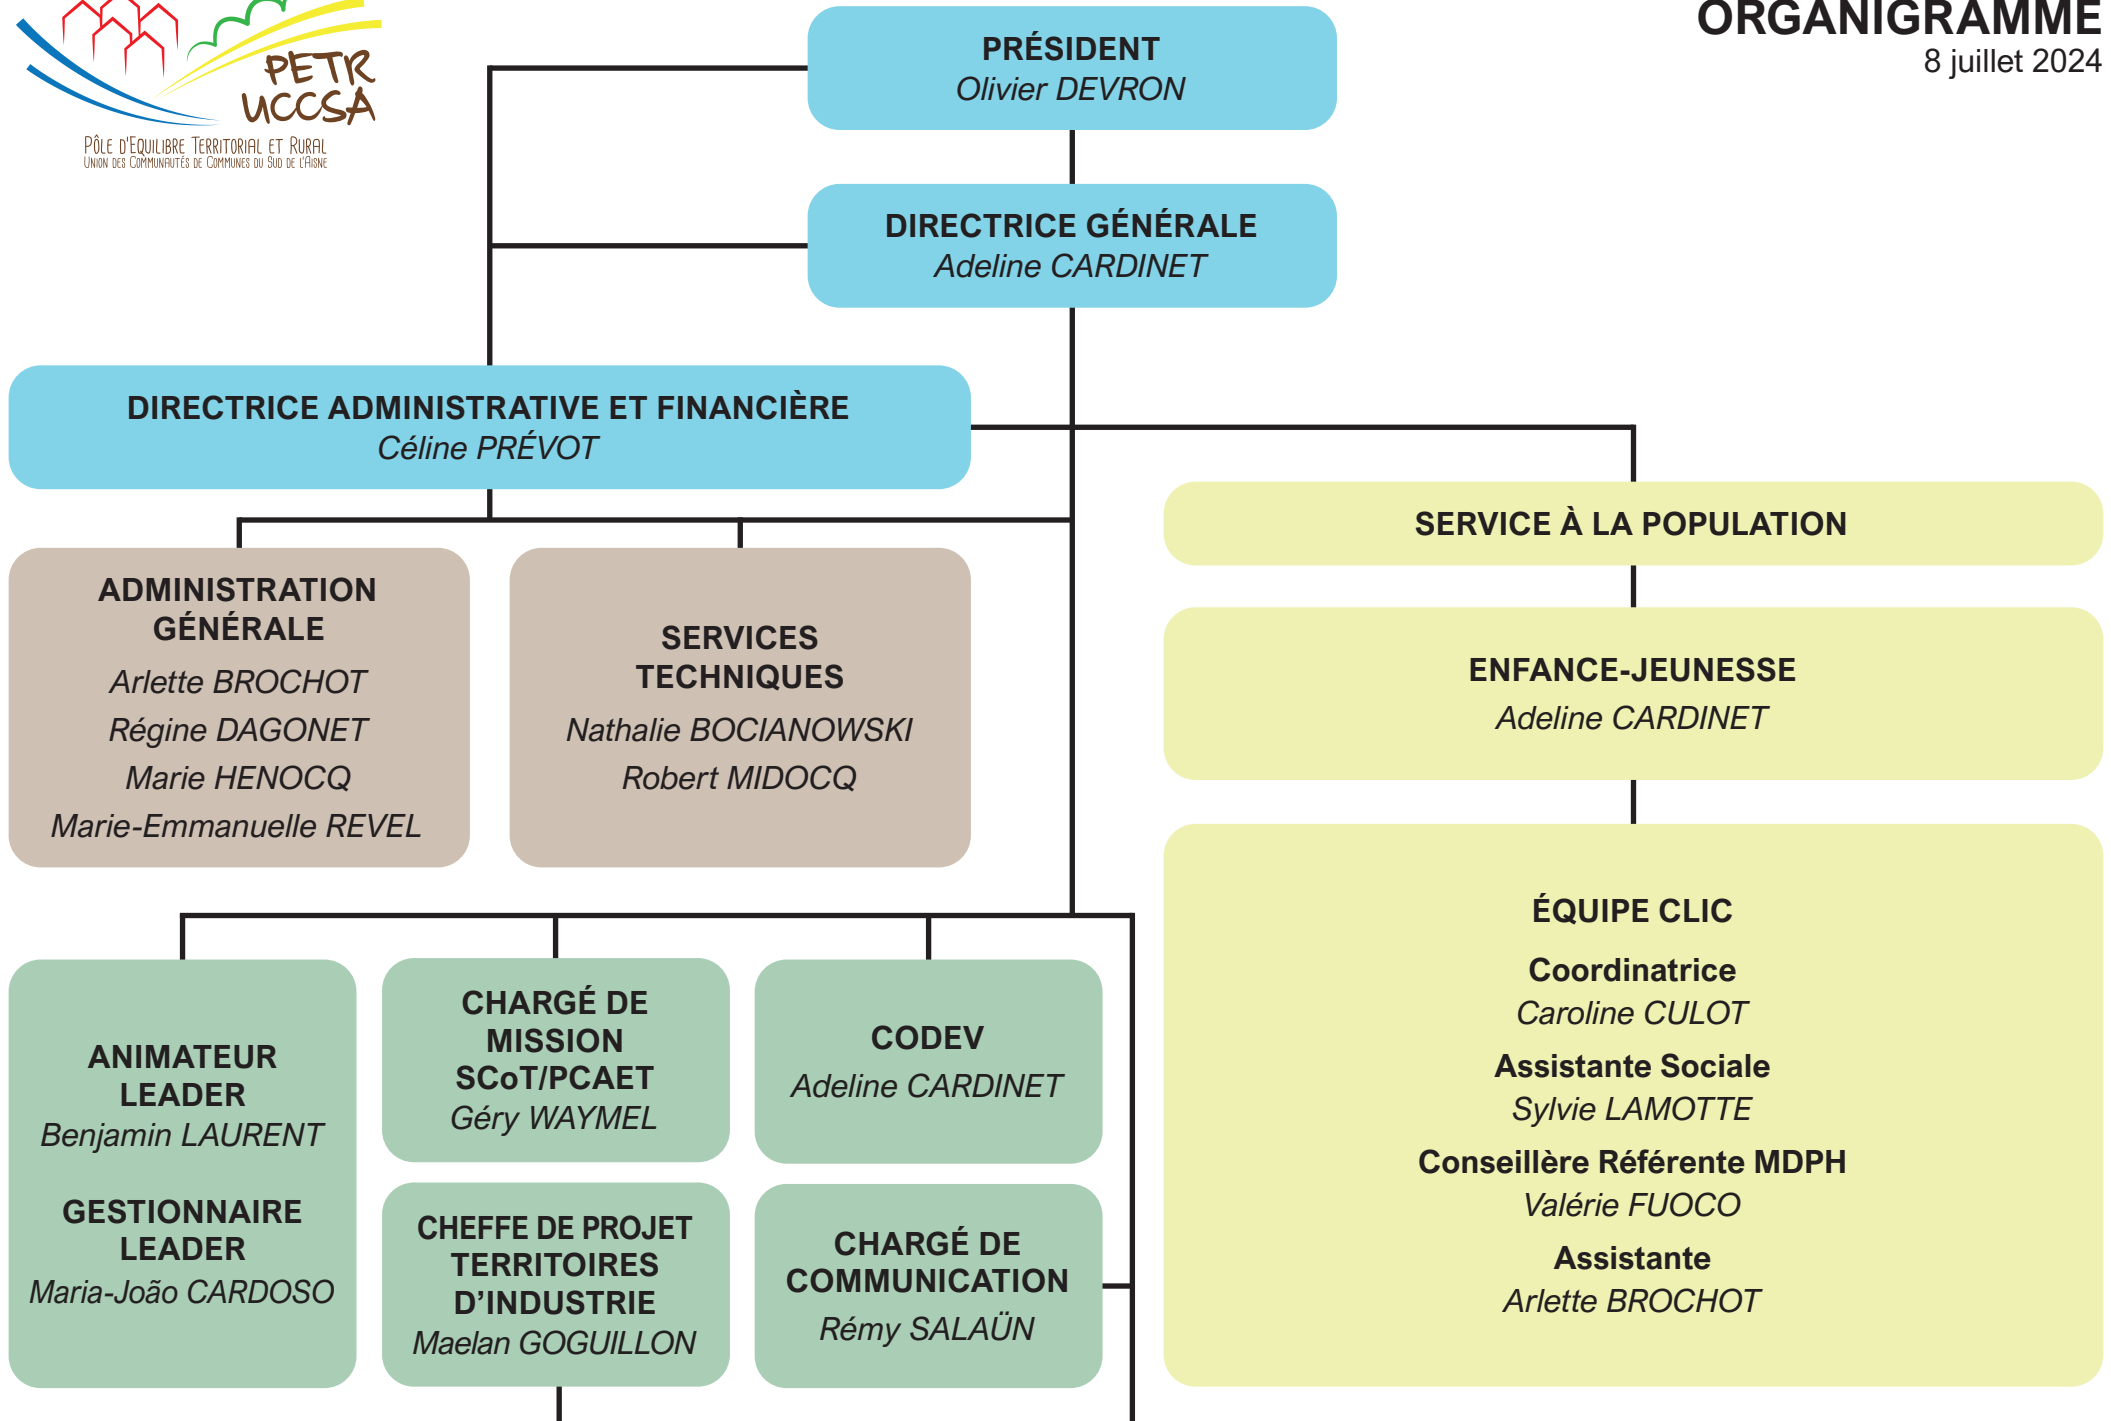 PETR
UCCSA
PÔLE D'EQUILIBRE TERRITORIAL ET RURAL
UNION DES COMMUNAUTÉS DE COMMUNES DU SUD DE L'AISNE
ORGANIGRAMME
8 juillet 2024
PRÉSIDENT
Olivier DEVRON
DIRECTRICE GÉNÉRALE
Adeline CARDINET
DIRECTRICE ADMINISTRATIVE ET FINANCIÈRE
Céline PRÉVOT
ADMINISTRATION
GÉNÉRALE
Arlette BROCHOT
Régine DAGONET
Marie HENOCQ
Marie-Emmanuelle REVEL
SERVICES
TECHNIQUES
Nathalie BOCIANOWSKI
Robert MIDOCQ
SERVICE À LA POPULATION
ENFANCE-JEUNESSE
Adeline CARDINET
ÉQUIPE CLIC
Coordinatrice
Caroline CULOT
Assistante Sociale
Sylvie LAMOTTE
Conseillère Référente MDPH
Valérie FUOCO
Assistante
Arlette BROCHOT
ANIMATEUR
LEADER
Benjamin LAURENT
GESTIONNAIRE
LEADER
Maria-João CARDOSO
CHARGÉ DE
MISSION
SCoT/PCAET
Géry WAYMEL
CODEV
Adeline CARDINET
CHEFFE DE PROJET
TERRITOIRES
D’INDUSTRIE
Maelan GOGUILLON
CHARGÉ DE
COMMUNICATION
Rémy SALAÜN